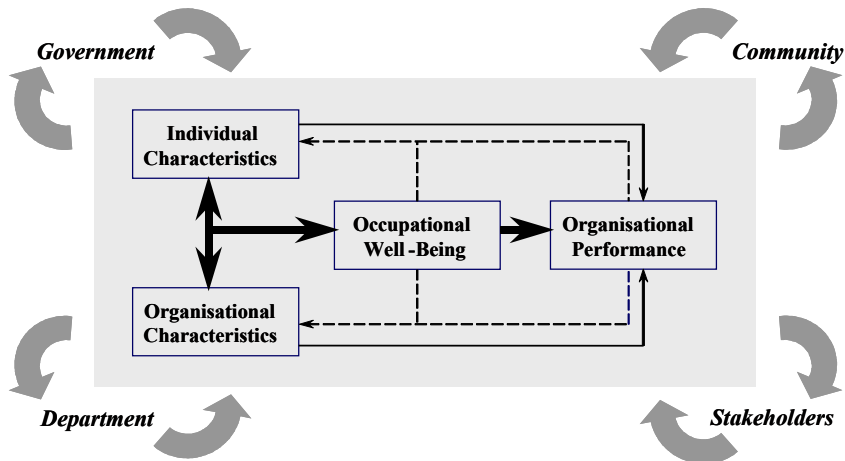 Government
Community
Individual
Characteristics
Occupational
Well-Being
Organisational
Performance
Organisational
Characteristics
Department
Stakeholders